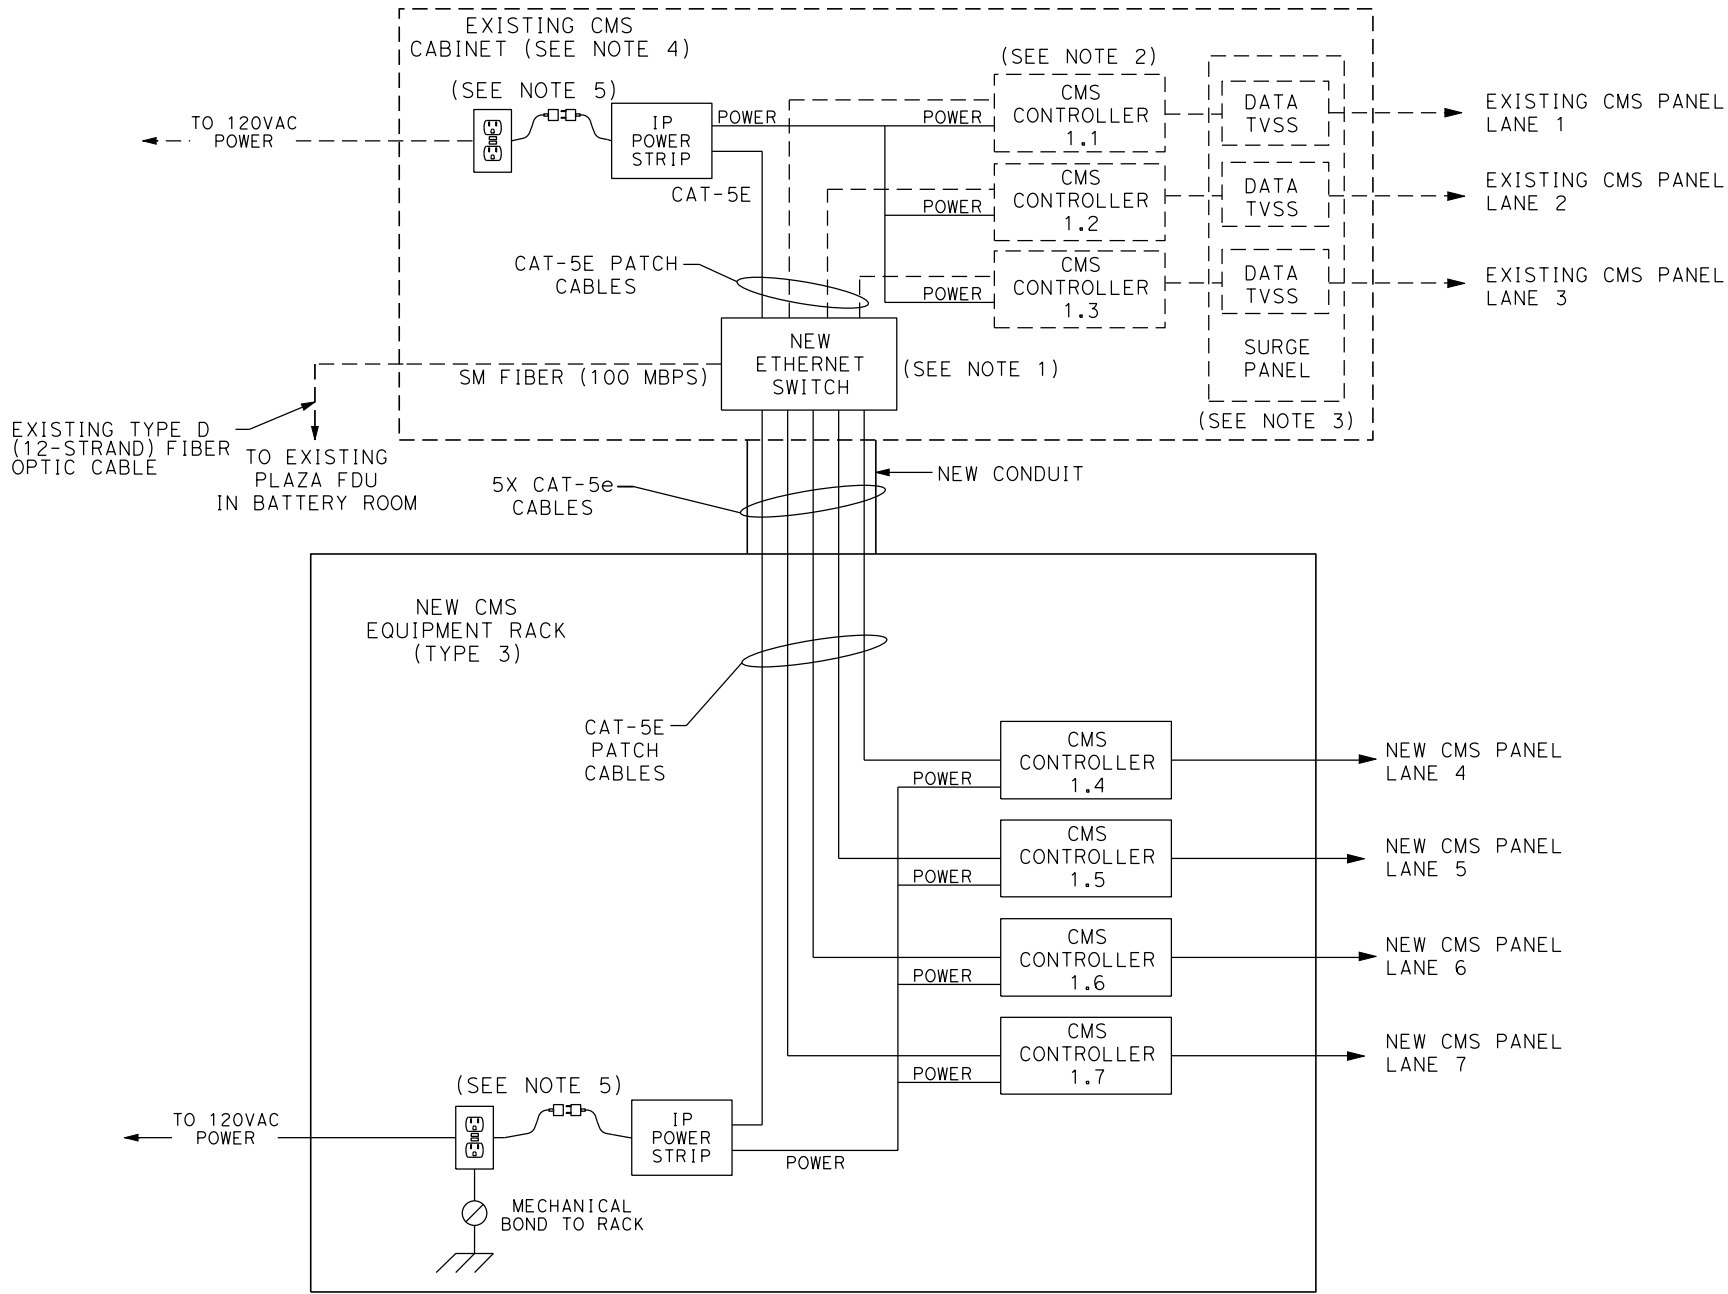 EXISTING CMS
CABINET (SEE NOTE 4)
(SEE NOTE 5)
TO 120VAC
POWER
IP
POWER
STRIP
POWER
CAT-5E
POWER
POWER
POWER
(SEE NOTE 2)
CMS
CONTROLLER
1.1
CMS
CONTROLLER
1.2
CMS
CONTROLLER
1.3
DATA
TVSS
DATA
TVSS
DATA
TVSS
SURGE
PANEL
(SEE NOTE 3)
EXISTING CMS PANEL
LANE 1
EXISTING CMS PANEL
LANE 2
EXISTING CMS PANEL
LANE 3
CAT-5E PATCH
CABLES
NEW
ETHERNET
SWITCH
(SEE NOTE 1)
SM FIBER (100 MBPS)
EXISTING TYPE D
(12-STRAND) FIBER
OPTIC CABLE
TO EXISTING
PLAZA FDU
IN BATTERY ROOM
5X CAT-5e
CABLES
NEW CONDUIT
NEW CMS
EQUIPMENT RACK
(TYPE 3)
CAT-5E
PATCH
CABLES
CMS
CONTROLLER
1.4
POWER
NEW CMS PANEL
LANE 4
CMS
CONTROLLER
1.5
POWER
NEW CMS PANEL
LANE 5
CMS
CONTROLLER
1.6
POWER
NEW CMS PANEL
LANE 6
CMS
CONTROLLER
1.7
POWER
NEW CMS PANEL
LANE 7
(SEE NOTE 5)
TO 120VAC
POWER
IP
POWER
STRIP
POWER
MECHANICAL
BOND TO RACK